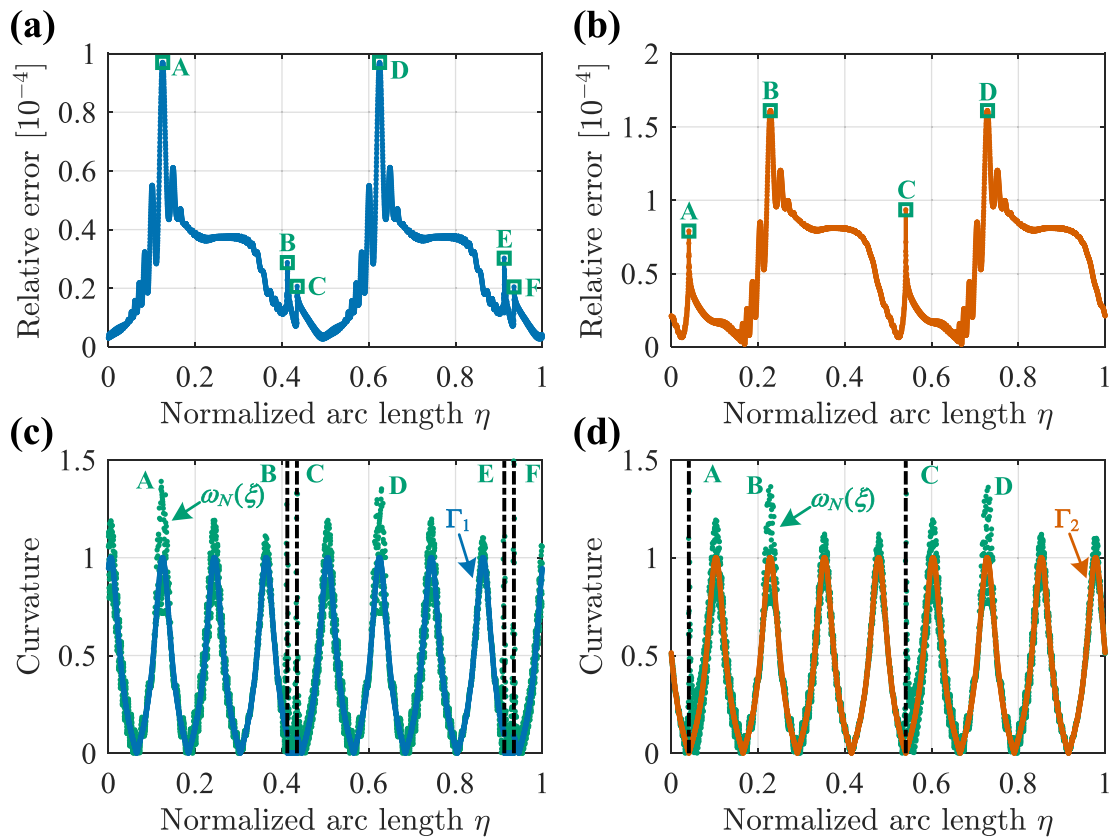 (a)
Relative error [10⁻⁴]
1
0.8
0.6
0.4
0.2
0
A
D
B
C
E
F
0 0.2 0.4 0.6 0.8 1
Normalized arc length η
(b)
Relative error [10⁻⁴]
2
1.5
1
0.5
0
B
D
A
C
0 0.2 0.4 0.6 0.8 1
Normalized arc length η
(c)
Curvature
1.5
1
0.5
0
A
B
C
D
E
F
ω_N(ξ)
Γ₁
0 0.2 0.4 0.6 0.8 1
Normalized arc length η
(d)
Curvature
1.5
1
0.5
0
A
B
C
D
ω_N(ξ)
Γ₂
0 0.2 0.4 0.6 0.8 1
Normalized arc length η